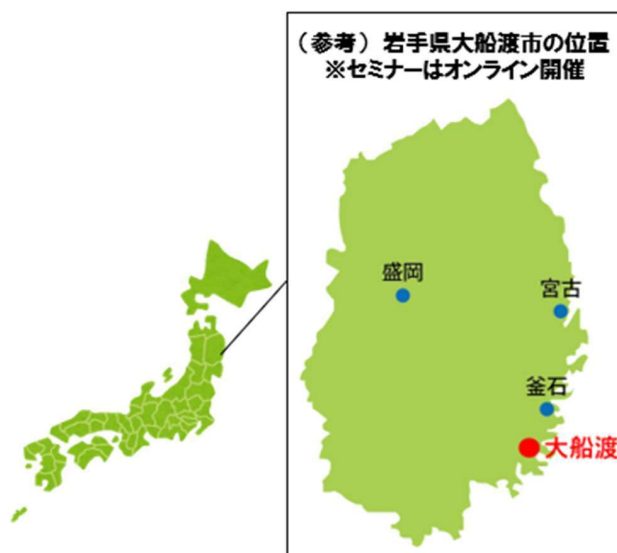 (参考) 岩手県大船渡市の位置
※セミナーはオンライン開催
盛岡
宮古
釜石
大船渡